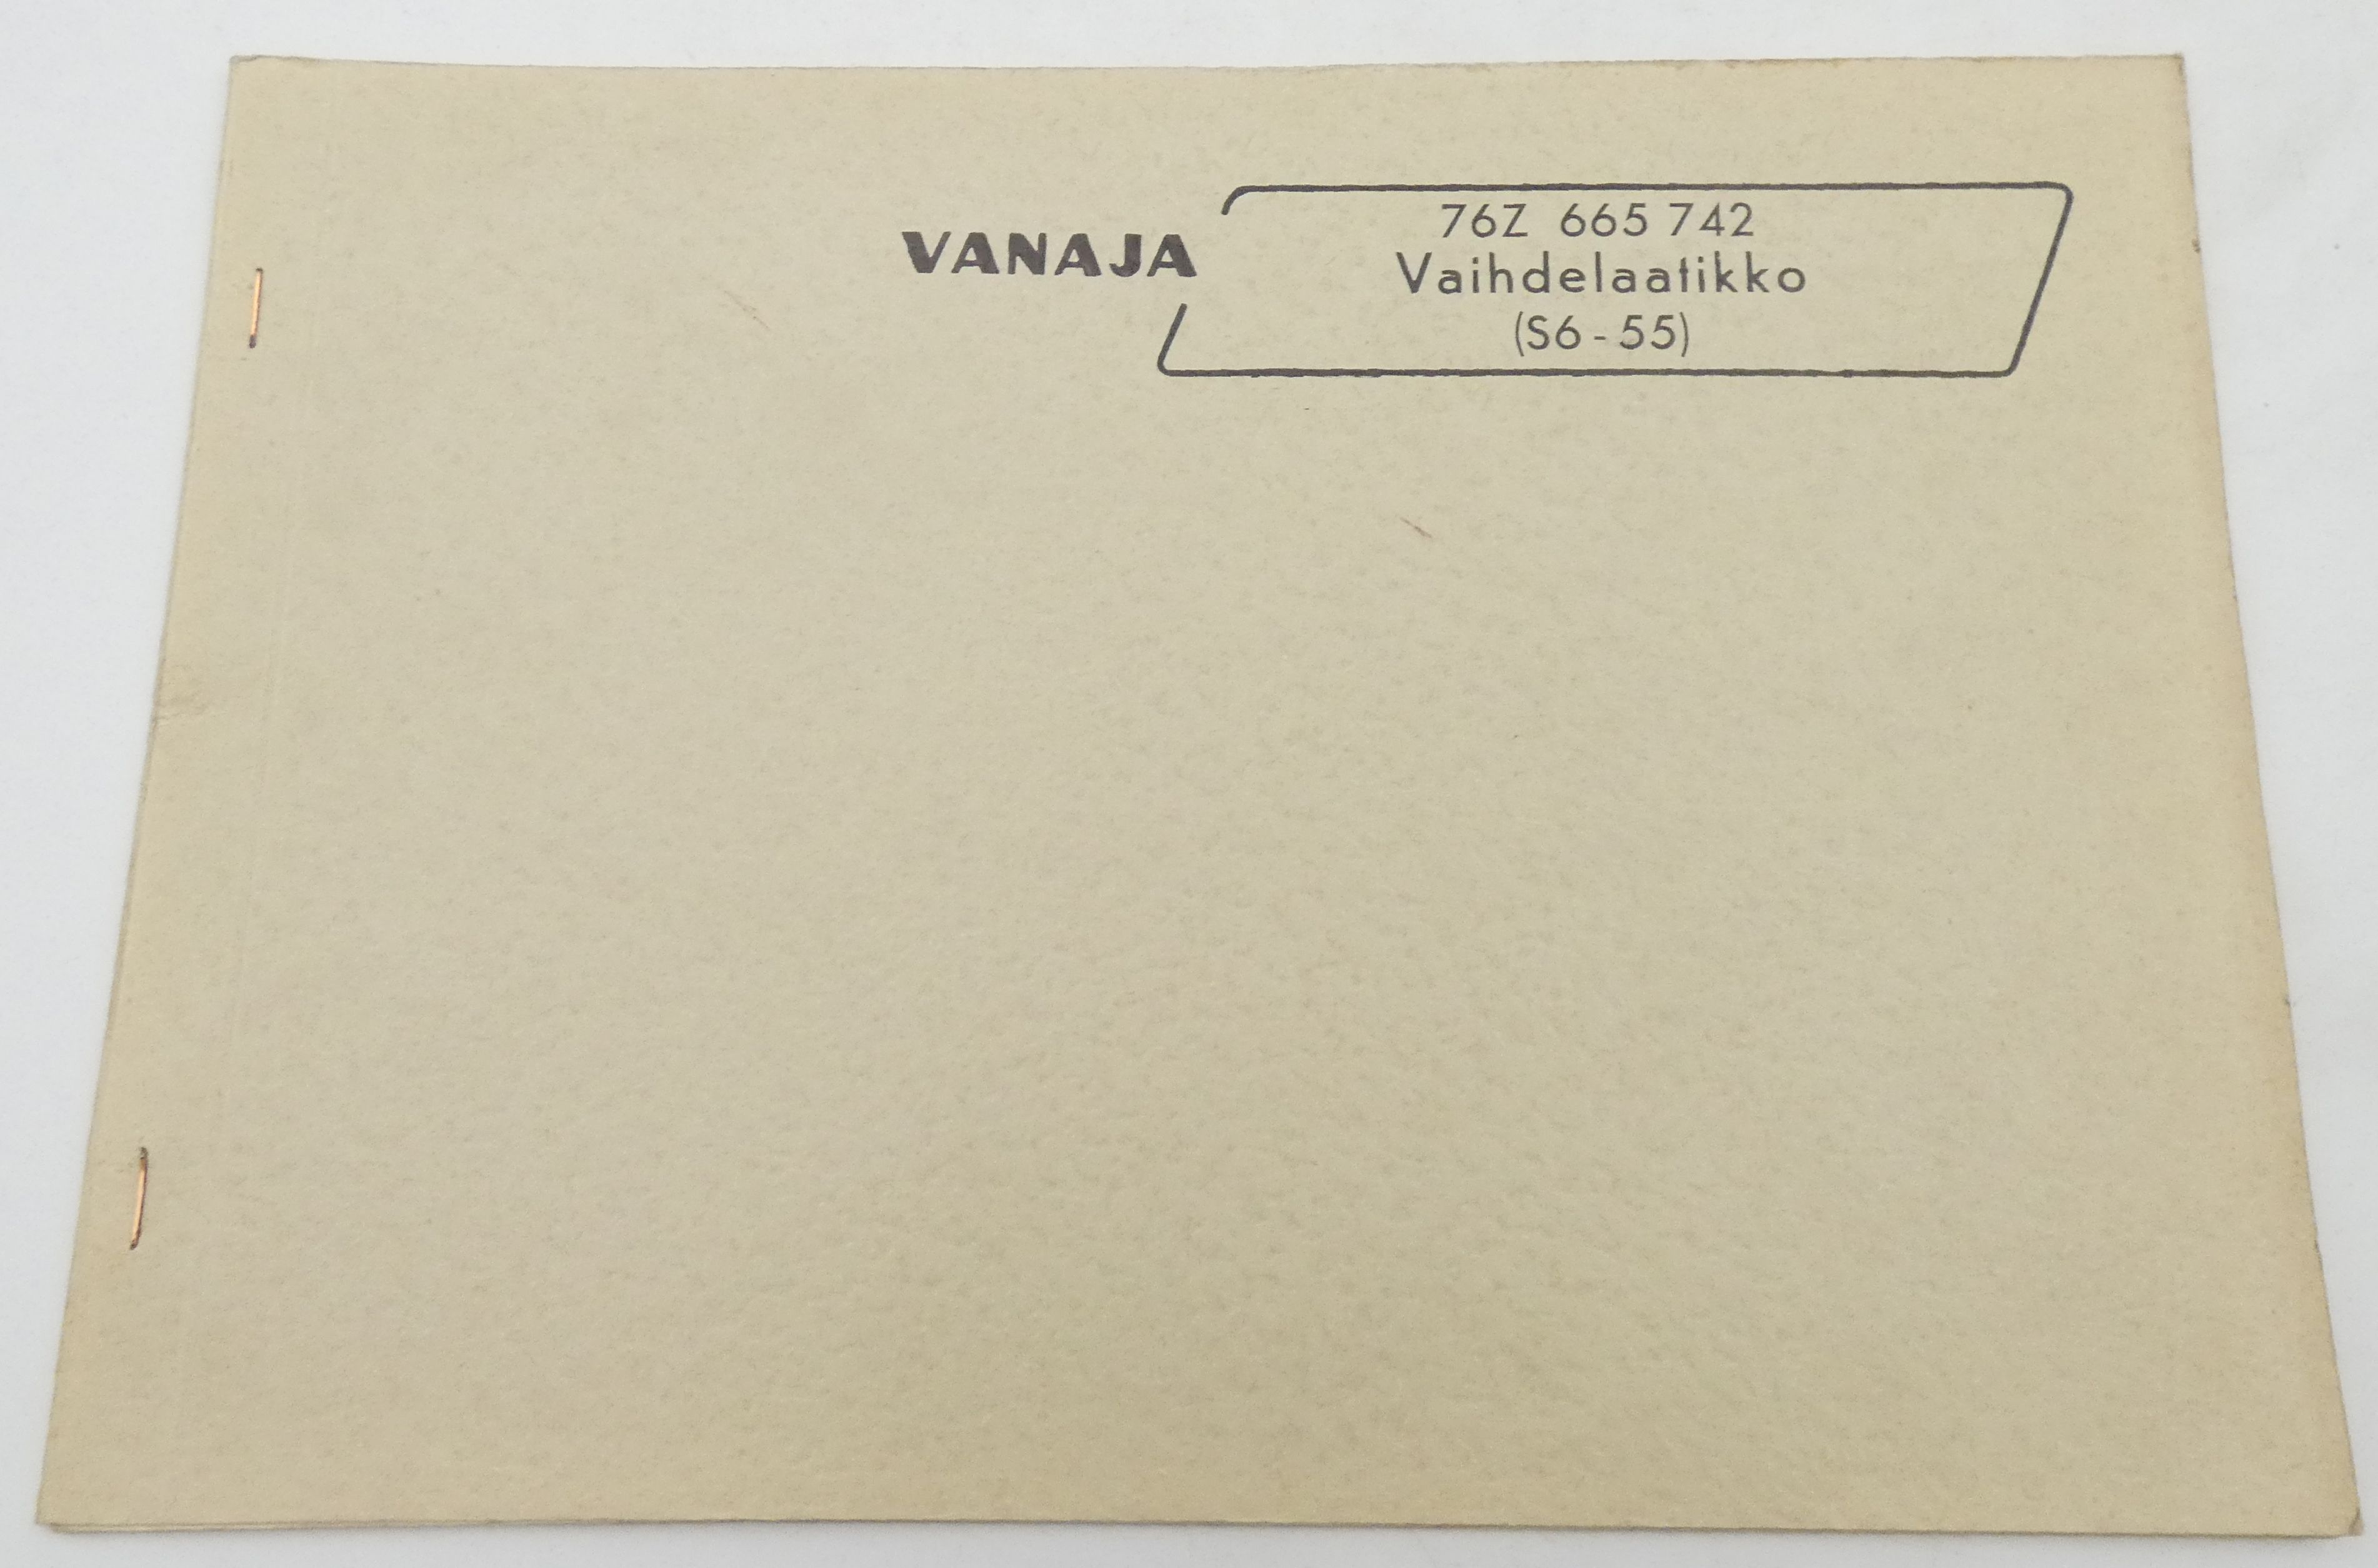 VANAJA
76Z 665 742
Vaihdelaatikko
(S6-55)